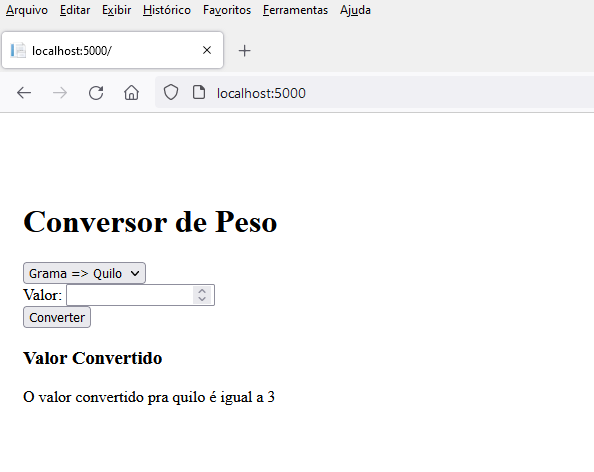 Arquivo Editar Exibir Histórico Favoritos Ferramentas Ajuda
localhost:5000/
localhost:5000
Conversor de Peso
Grama => Quilo
Valor:
Converter
Valor Convertido
O valor convertido pra quilo é igual a 3